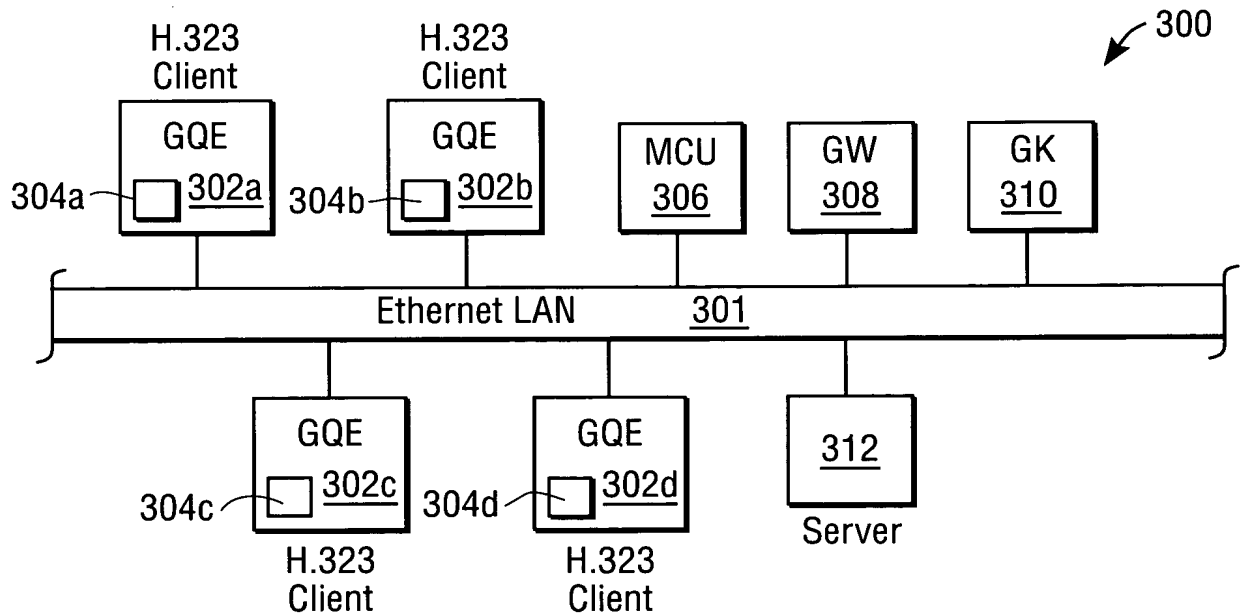 300
H.323
Client
H.323
Client
GQE
302a
304a
GQE
302b
304b
MCU
306
GW
308
GK
310
Ethernet LAN 301
GQE
302c
304c
H.323
Client
GQE
302d
304d
H.323
Client
312
Server